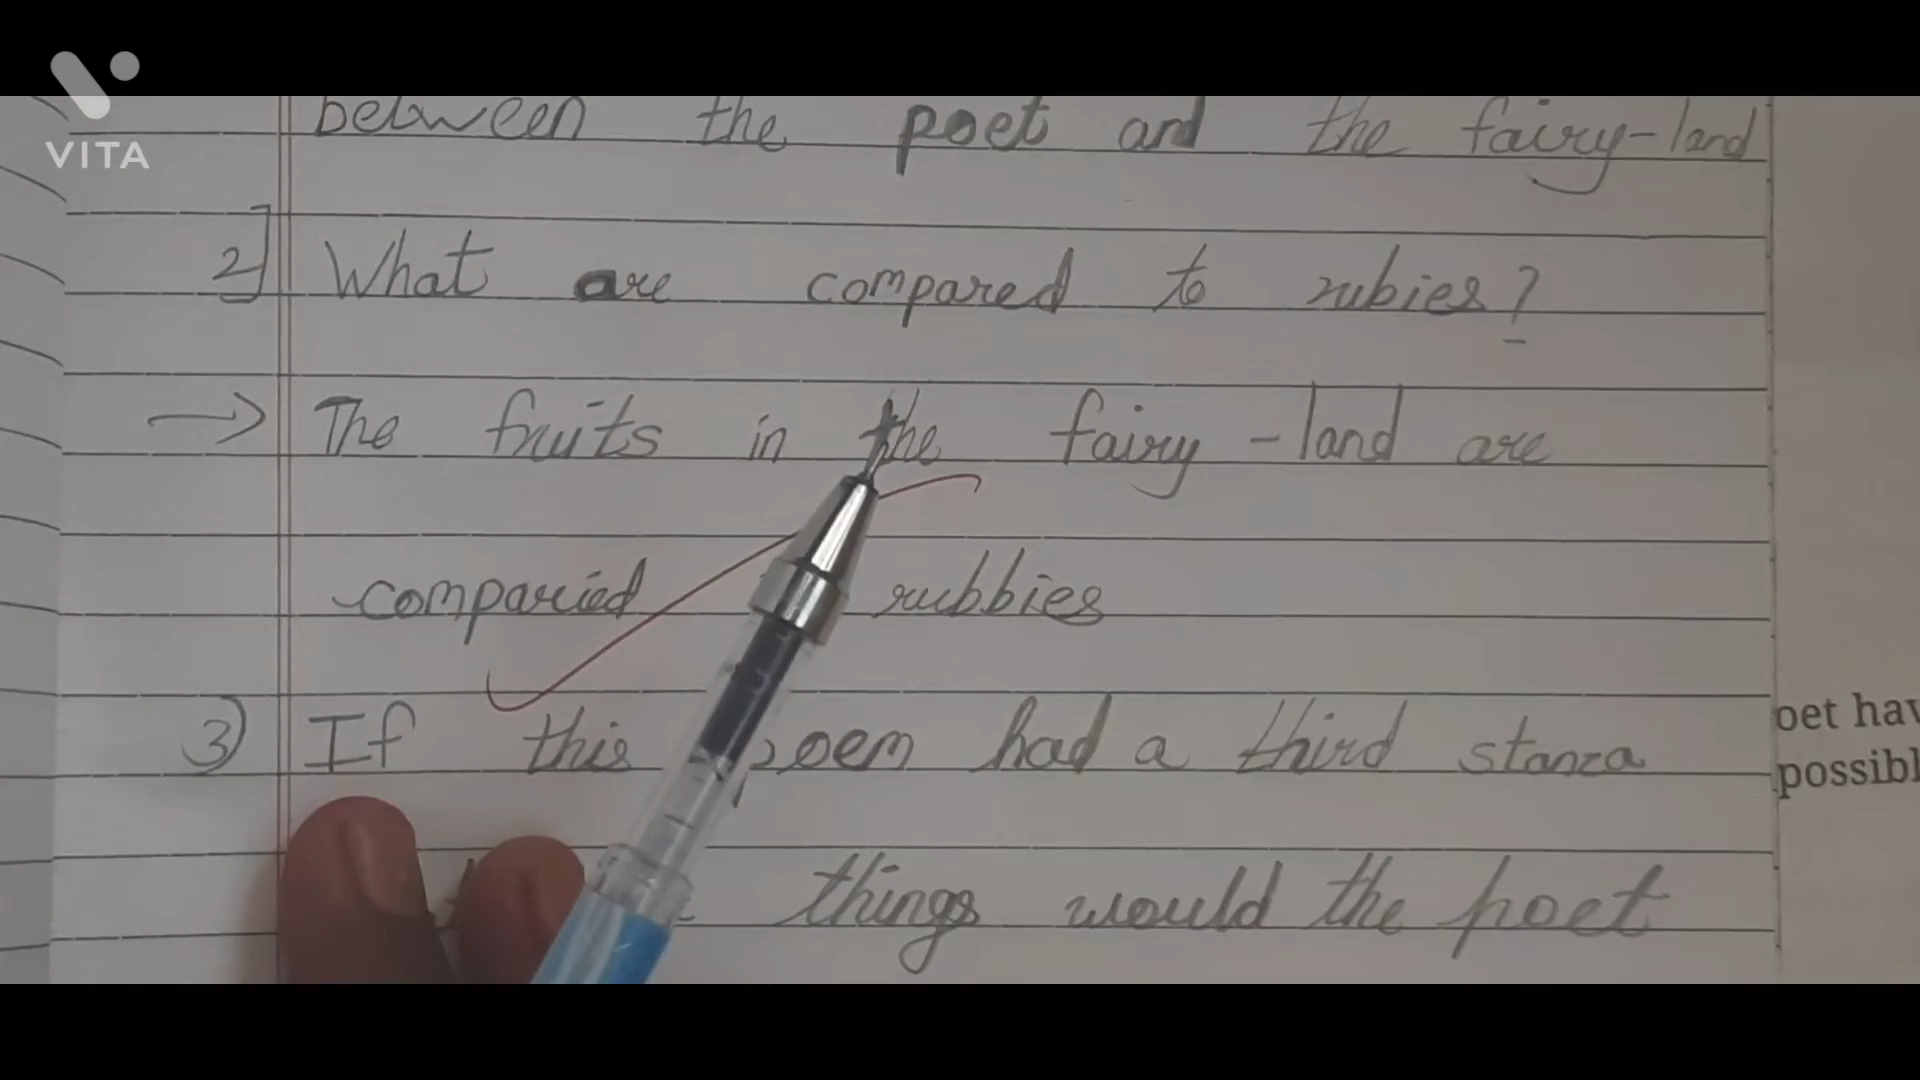 VITA
between the poet and the fairy-land
2] What are compared to rubies?
→ The fruits in the fairy-land are
comparied rubbies
3) If this poem had a third stanza
things would the poet
oet hav
possibl